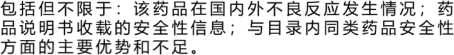 包括但不限于：该药品在国内外不良反应发生情况；药
品说明书收载的安全性信息；与目录内同类药品安全性
方面的主要优势和不足。